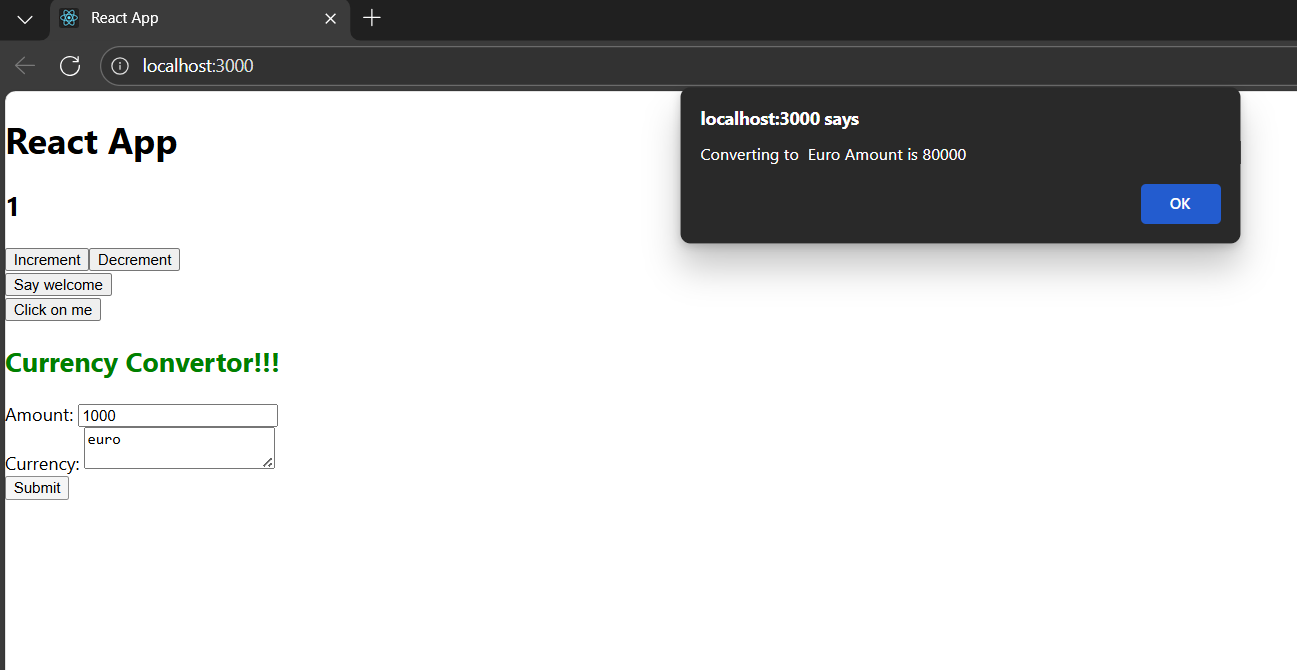 React App
localhost:3000
localhost:3000 says
Converting to  Euro Amount is 80000
OK
React App
1
Increment Decrement
Say welcome
Click on me
Currency Convertor!!!
Amount: 1000
euro
Currency:
Submit